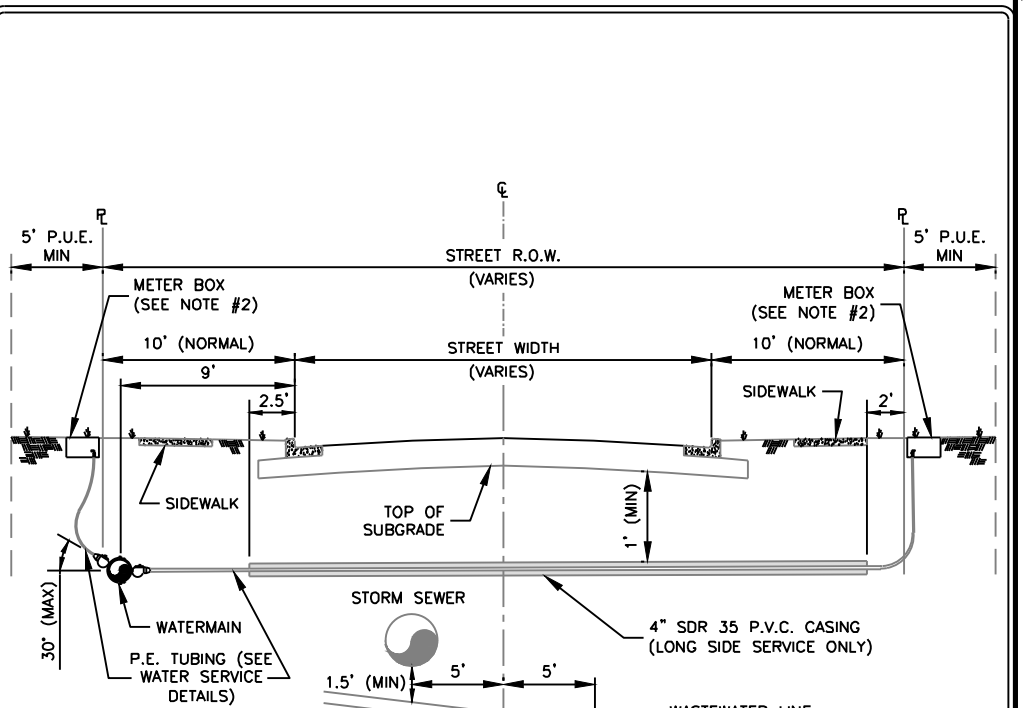 ℄
℞
℞
5' P.U.E.
MIN
STREET R.O.W.
(VARIES)
5' P.U.E.
MIN
METER BOX
(SEE NOTE #2)
METER BOX
(SEE NOTE #2)
10' (NORMAL)
STREET WIDTH
(VARIES)
10' (NORMAL)
9'
SIDEWALK
2.5'
2'
SIDEWALK
TOP OF
SUBGRADE
1' (MIN)
30° (MAX)
STORM SEWER
WATERMAIN
4" SDR 35 P.V.C. CASING
(LONG SIDE SERVICE ONLY)
P.E. TUBING (SEE
WATER SERVICE
DETAILS)
1.5' (MIN)
5'
5'
WASTEWATER LINE